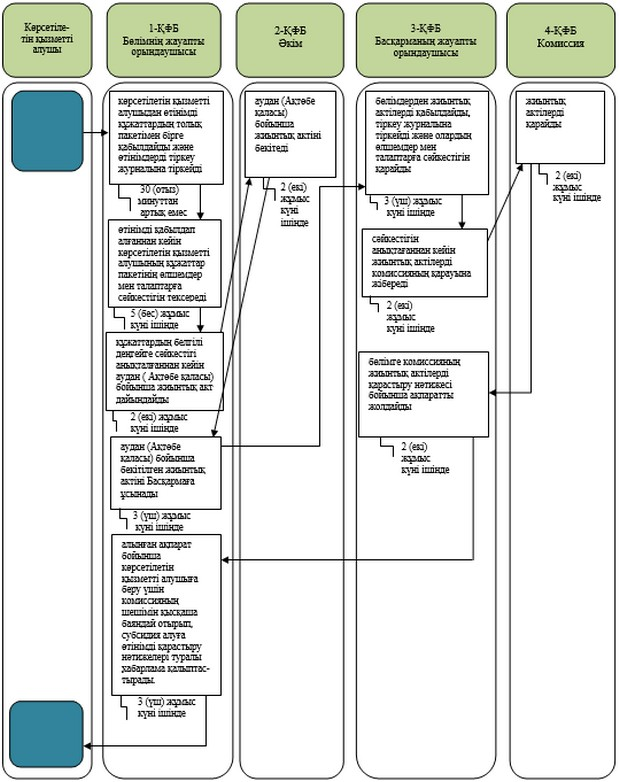 Көрсетіле-
тін қызметті
алушы
1-ҚФБ
Бөлімнің жауапты
орындаушысы
2-ҚФБ
Әкім
3-ҚФБ
Басқарманың жауапты
орындаушысы
4-ҚФБ
Комиссия
көрсетілетін қызметті
алушыдан өтінімді
құжаттардың толық
пакетімен бірге
қабылдайды және
өтінімдерді тіркеу
журналына тіркейді
30 (отыз)
минуттан
артық емес
өтінімді қабылдап
алғаннан кейін
көрсетілетін қызметті
алушының құжаттар
пакетінің өлшемдер
мен талаптарға
сәйкестігін тексереді
5 (бес) жұмыс
күні ішінде
құжаттардың белгілі
деңгейге сәйкестігі
анықталғаннан кейін
аудан ( Ақтөбе қаласы)
бойынша жиынтық акт
дайындайды
2 (екі) жұмыс
күні ішінде
аудан (Ақтөбе
қаласы) бойынша
бекітілген жиынтық
актіні Басқармаға
ұсынады
3 (үш) жұмыс
күні ішінде
алынған ақпарат
бойынша
көрсетілетін
қызметті алушыға
беру үшін
комиссияның
шешімін қысқаша
баяндай отырып,
субсидия алуға
өтінімді қарастыру
нәтижелері туралы
хабарлама қалыптас-
тырады.
3 (үш) жұмыс
күні ішінде
аудан (Ақтөбе
қаласы)
бойынша
жиынтық актіні
бекітеді
2 (екі)
жұмыс
күні
ішінде
бөлімдерден жиынтық
актілерді қабылдайды,
тіркеу журналына
тіркейді және олардың
өлшемдер мен
талаптарға сәйкестігін
қарайды
3 (үш) жұмыс
күні ішінде
сәйкестігін
анықтағаннан кейін
жиынтық актілерді
комиссияның қарауына
жібереді
2 (екі)
жұмыс
күні ішінде
бөлімге комиссияның
жиынтық актілерді
қарастыру нәтижесі
бойынша ақпаратты
жолдайды
2 (екі)
жұмыс
күні ішінде
жиынтық
актілерді
қарайды
2 (екі)
жұмыс
күні ішінде